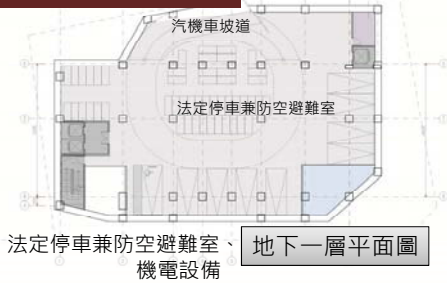 汽機車坡道
法定停車兼防空避難室
法定停車兼防空避難室、
機電設備
地下一層平面圖